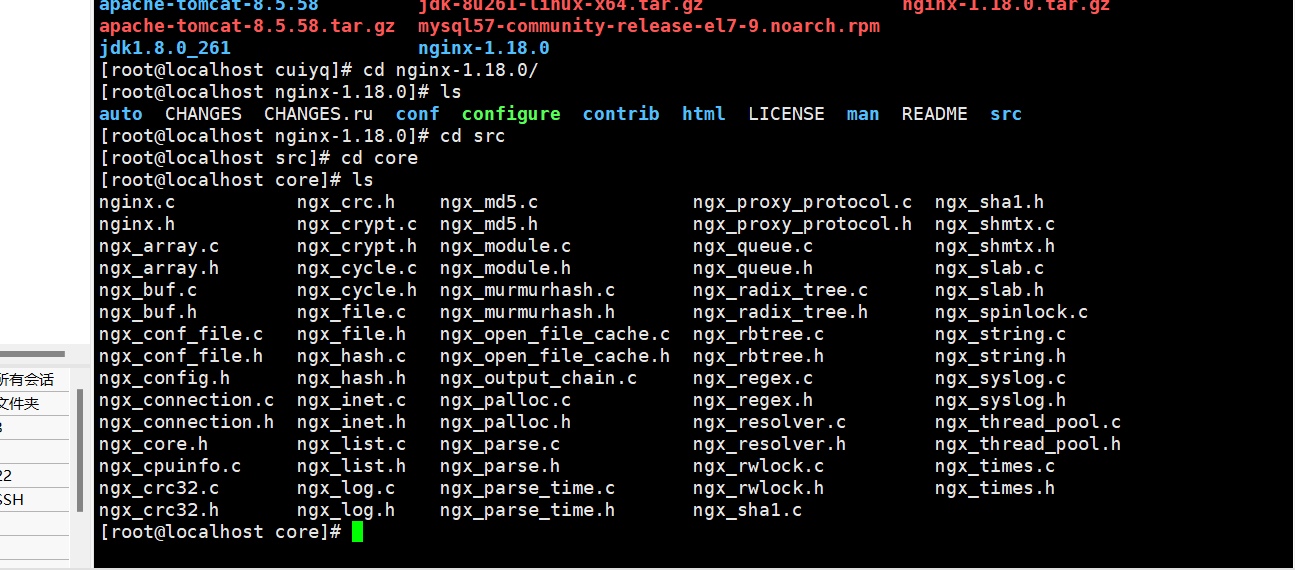 apache-tomcat-8.5.58 jdk-8u261-linux-x64.tar.gz nginx-1.18.0.tar.gz
apache-tomcat-8.5.58.tar.gz mysql57-community-release-el7-9.noarch.rpm
jdk1.8.0_261 nginx-1.18.0
[root@localhost cuiyq]# cd nginx-1.18.0/
[root@localhost nginx-1.18.0]# ls
auto CHANGES CHANGES.ru conf configure contrib html LICENSE man README src
[root@localhost nginx-1.18.0]# cd src
[root@localhost src]# cd core
[root@localhost core]# ls
nginx.c ngx_crc.h ngx_md5.c ngx_proxy_protocol.c ngx_sha1.h
nginx.h ngx_crypt.c ngx_md5.h ngx_proxy_protocol.h ngx_shmtx.c
ngx_array.c ngx_crypt.h ngx_module.c ngx_queue.c ngx_shmtx.h
ngx_array.h ngx_cycle.c ngx_module.h ngx_queue.h ngx_slab.c
ngx_buf.c ngx_cycle.h ngx_murmurhash.c ngx_radix_tree.c ngx_slab.h
ngx_buf.h ngx_file.c ngx_murmurhash.h ngx_radix_tree.h ngx_spinlock.c
ngx_conf_file.c ngx_file.h ngx_open_file_cache.c ngx_rbtree.c ngx_string.c
ngx_conf_file.h ngx_hash.c ngx_open_file_cache.h ngx_rbtree.h ngx_string.h
ngx_config.h ngx_hash.h ngx_output_chain.c ngx_regex.c ngx_syslog.c
ngx_connection.c ngx_inet.c ngx_palloc.c ngx_regex.h ngx_syslog.h
ngx_connection.h ngx_inet.h ngx_palloc.h ngx_resolver.c ngx_thread_pool.c
ngx_core.h ngx_list.c ngx_parse.c ngx_resolver.h ngx_thread_pool.h
ngx_cpuinfo.c ngx_list.h ngx_parse.h ngx_rwlock.c ngx_times.c
ngx_crc32.c ngx_log.c ngx_parse_time.c ngx_rwlock.h ngx_times.h
ngx_crc32.h ngx_log.h ngx_parse_time.h ngx_sha1.c
[root@localhost core]#
所有会话
文件夹
22
SSH